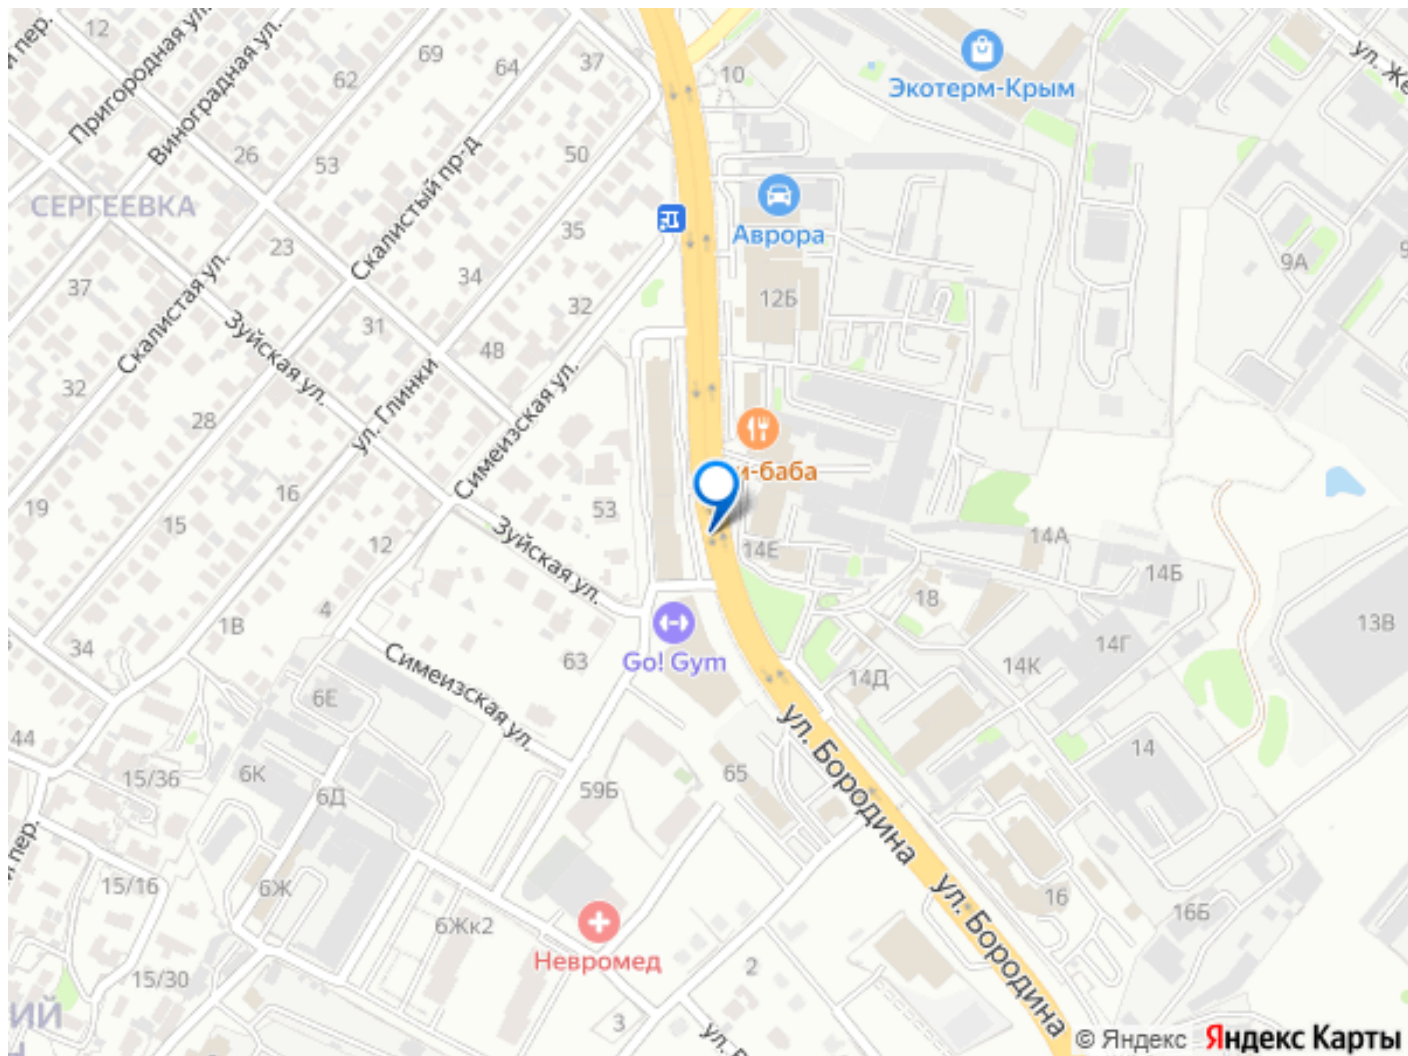 й пер.
12
Пригородная ул.
Виноградная ул.
69
62
64
37
10
Экотерм-Крым
ул. Же
53
26
50
Скалистый пр-д
СЕРГЕЕВКА
Аврора
23
35
9А
37
34
Скалистая ул.
12Б
32
Зуйская ул.
31
48
32
28
ул. Глинки
Симеизская ул.
и-баба
19
16
53
15
12
Зуйская ул.
14Е
14А
14Б
18
4
1В
13В
34
63
Go! Gym
14К
14Г
14Д
Симеизская ул.
6Е
ул. Бородина
44
15/36
6К
6Д
59Б
65
14
й пер.
15/16
6Ж
6Жк2
16
16Б
ул. Бородина
Невромед
15/30
2
ИЙ
Н
3
ул. В
© Яндекс
Яндекс Карты